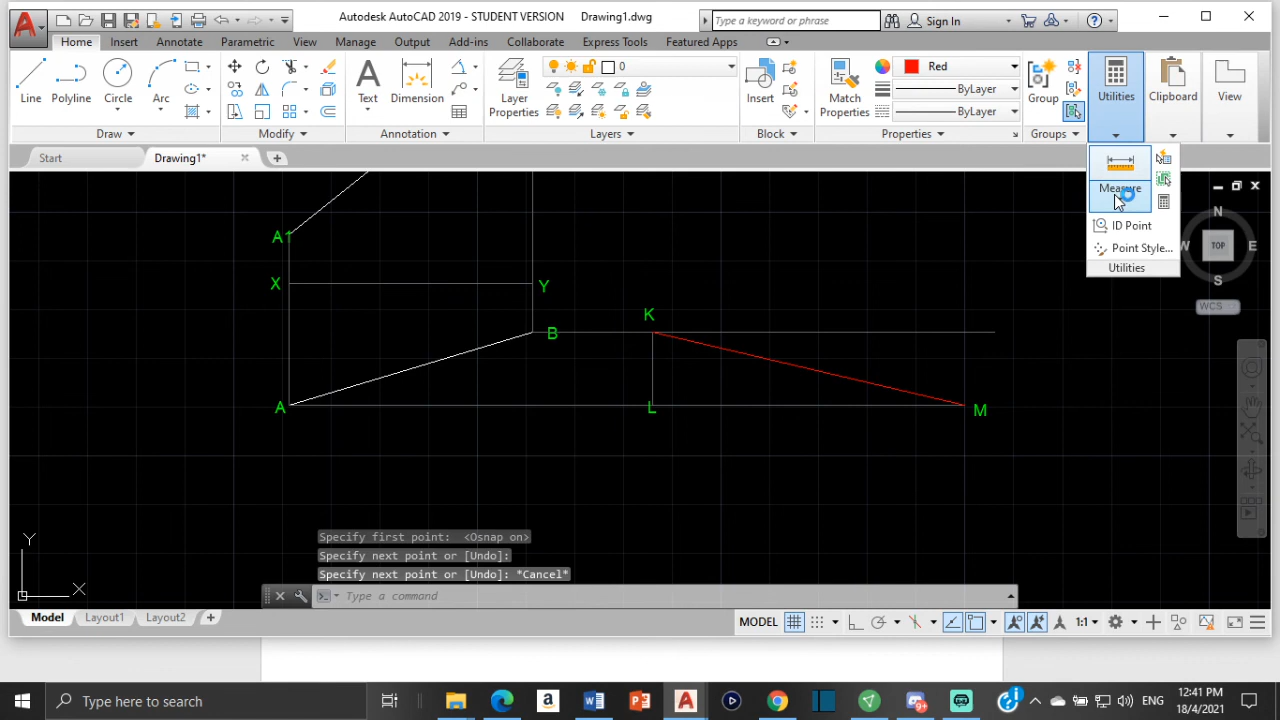 Autodesk AutoCAD 2019 - STUDENT VERSION Drawing1.dwg
Type a keyword or phrase
Sign In
Home Insert Annotate Parametric View Manage Output Add-ins Collaborate Express Tools Featured Apps
Line Polyline Circle Arc
Text Dimension
Layer Properties
0
Insert
Match Properties
Red
ByLayer
ByLayer
Group
Utilities
Clipboard
View
Draw Modify Annotation Layers Block Properties Groups
Start Drawing1*
Measure
ID Point
Point Style...
Utilities
N
W TOP E
S
WCS
A1
X Y
K
B
A L M
Specify first point: <Osnap on>
Specify next point or [Undo]:
Specify next point or [Undo]: *Cancel*
Y
X
Type a command
Model Layout1 Layout2
MODEL 1:1
Type here to search
9+
ENG
12:41 PM
18/4/2021